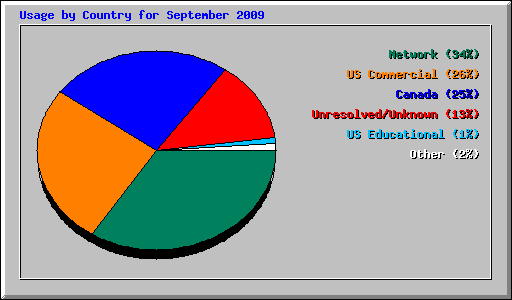 Usage by Country for September 2009
Network (34%)
US Commercial (26%)
Canada (25%)
Unresolved/Unknown (13%)
US Educational (1%)
Other (2%)